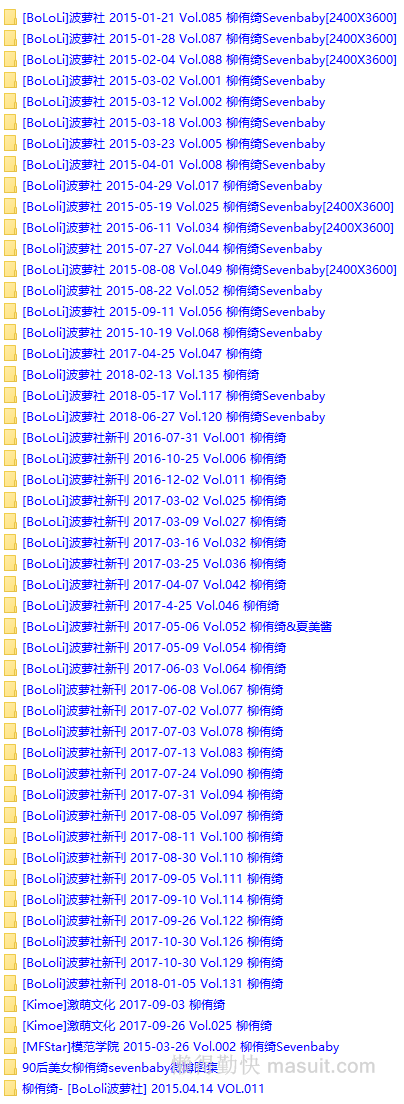 [BoLoLi]波萝社 2015-01-21 Vol.085 柳侑绮Sevenbaby[2400X3600]
[BoLoLi]波萝社 2015-01-28 Vol.087 柳侑绮Sevenbaby[2400X3600]
[BoLoLi]波萝社 2015-02-04 Vol.088 柳侑绮Sevenbaby[2400X3600]
[BoLoli]波萝社 2015-03-02 Vol.001 柳侑绮Sevenbaby
[BoLoli]波萝社 2015-03-12 Vol.002 柳侑绮Sevenbaby
[BoLoli]波萝社 2015-03-18 Vol.003 柳侑绮Sevenbaby
[BoLoli]波萝社 2015-03-23 Vol.005 柳侑绮Sevenbaby
[BoLoli]波萝社 2015-04-01 Vol.008 柳侑绮Sevenbaby
[BoLoli]波萝社 2015-04-29 Vol.017 柳侑绮Sevenbaby
[BoLoli]波萝社 2015-05-19 Vol.025 柳侑绮Sevenbaby[2400X3600]
[BoLoli]波萝社 2015-06-11 Vol.034 柳侑绮Sevenbaby[2400X3600]
[BoLoli]波萝社 2015-07-27 Vol.044 柳侑绮Sevenbaby
[BoLoLi]波萝社 2015-08-08 Vol.049 柳侑绮Sevenbaby[2400X3600]
[BoLoli]波萝社 2015-08-22 Vol.052 柳侑绮Sevenbaby
[BoLoli]波萝社 2015-09-11 Vol.056 柳侑绮Sevenbaby
[BoLoli]波萝社 2015-10-19 Vol.068 柳侑绮Sevenbaby
[BoLoli]波萝社 2017-04-25 Vol.047 柳侑绮
[BoLoli]波萝社 2018-02-13 Vol.135 柳侑绮
[BoLoli]波萝社 2018-05-17 Vol.117 柳侑绮Sevenbaby
[BoLoli]波萝社 2018-06-27 Vol.120 柳侑绮Sevenbaby
[BoLoli]波萝社新刊 2016-07-31 Vol.001 柳侑绮
[BoLoli]波萝社新刊 2016-10-25 Vol.006 柳侑绮
[BoLoli]波萝社新刊 2016-12-02 Vol.011 柳侑绮
[BoLoli]波萝社新刊 2017-03-02 Vol.025 柳侑绮
[BoLoli]波萝社新刊 2017-03-09 Vol.027 柳侑绮
[BoLoli]波萝社新刊 2017-03-16 Vol.032 柳侑绮
[BoLoli]波萝社新刊 2017-03-25 Vol.036 柳侑绮
[BoLoli]波萝社新刊 2017-04-07 Vol.042 柳侑绮
[BoLoli]波萝社新刊 2017-4-25 Vol.046 柳侑绮
[BoLoli]波萝社新刊 2017-05-06 Vol.052 柳侑绮&夏美酱
[BoLoli]波萝社新刊 2017-05-09 Vol.054 柳侑绮
[BoLoli]波萝社新刊 2017-06-03 Vol.064 柳侑绮
[BoLoli]波萝社新刊 2017-06-08 Vol.067 柳侑绮
[BoLoli]波萝社新刊 2017-07-02 Vol.077 柳侑绮
[BoLoli]波萝社新刊 2017-07-03 Vol.078 柳侑绮
[BoLoli]波萝社新刊 2017-07-13 Vol.083 柳侑绮
[BoLoli]波萝社新刊 2017-07-24 Vol.090 柳侑绮
[BoLoli]波萝社新刊 2017-07-31 Vol.094 柳侑绮
[BoLoli]波萝社新刊 2017-08-05 Vol.097 柳侑绮
[BoLoli]波萝社新刊 2017-08-11 Vol.100 柳侑绮
[BoLoli]波萝社新刊 2017-08-30 Vol.110 柳侑绮
[BoLoli]波萝社新刊 2017-09-05 Vol.111 柳侑绮
[BoLoli]波萝社新刊 2017-09-10 Vol.114 柳侑绮
[BoLoli]波萝社新刊 2017-09-26 Vol.122 柳侑绮
[BoLoli]波萝社新刊 2017-10-30 Vol.126 柳侑绮
[BoLoli]波萝社新刊 2017-10-30 Vol.129 柳侑绮
[BoLoli]波萝社新刊 2018-01-05 Vol.131 柳侑绮
[Kimoe]激萌文化 2017-09-03 柳侑绮
[Kimoe]激萌文化 2017-09-26 Vol.025 柳侑绮
[MFStar]模范学院 2015-03-26 Vol.002 柳侑绮Sevenbaby
90后美女柳侑绮sevenbaby微博图集
懒得勤快 masuit.com
柳侑绮- [BoLoli波萝社] 2015.04.14 VOL.011